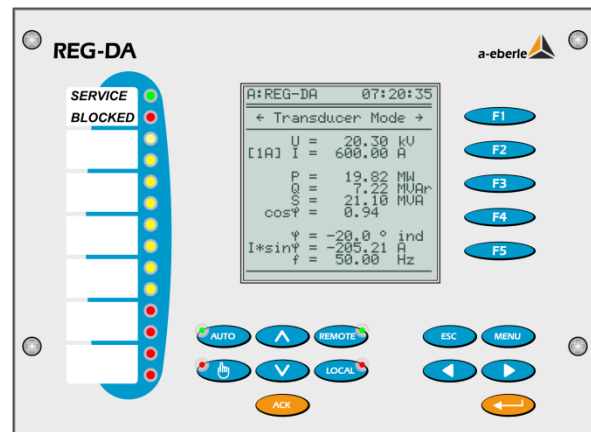 REG-DA
a-eberle
SERVICE
BLOCKED
A:REG-DA 07:20:35
← Transducer Mode →
U = 20.30 kV
[1A] I = 600.00 A
P = 19.82 MW
Q = 7.22 MVAr
S = 21.10 MVA
cosφ = 0.94
φ = -20.0 ° ind
I*sinφ = -205.21 A
f = 50.00 Hz
F1
F2
F3
F4
F5
AUTO
REMOTE
ESC
MENU
LOCAL
ACK